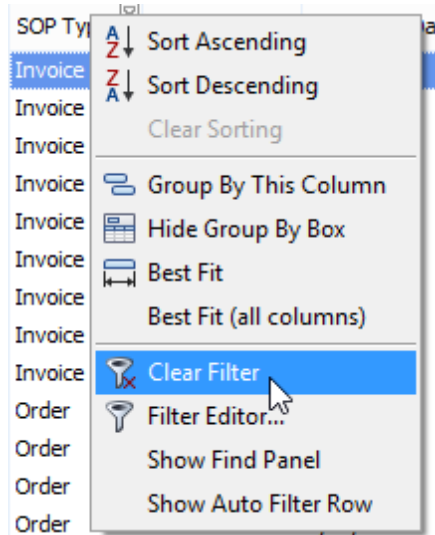 SOP Ty
Sort Ascending
Invoice
Sort Descending
Invoice
Clear Sorting
Invoice
Invoice
Group By This Column
Invoice
Hide Group By Box
Invoice
Best Fit
Invoice
Best Fit (all columns)
Invoice
Invoice
Clear Filter
Order
Filter Editor...
Order
Show Find Panel
Order
Show Auto Filter Row
Order